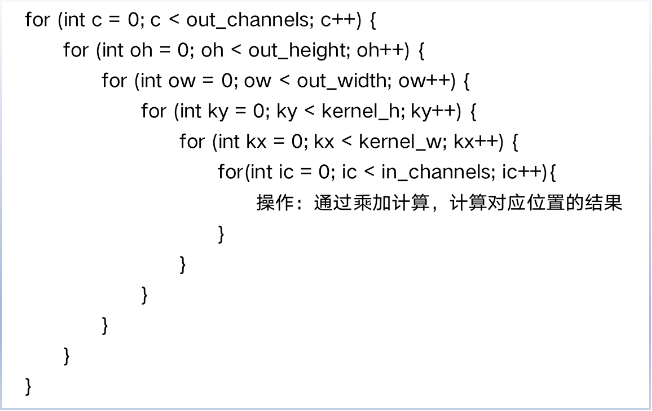 for (int c = 0; c < out_channels; c++) {
for (int oh = 0; oh < out_height; oh++) {
for (int ow = 0; ow < out_width; ow++) {
for (int ky = 0; ky < kernel_h; ky++) {
for (int kx = 0; kx < kernel_w; kx++) {
for(int ic = 0; ic < in_channels; ic++){
操作：通过乘加计算，计算对应位置的结果
}
}
}
}
}
}